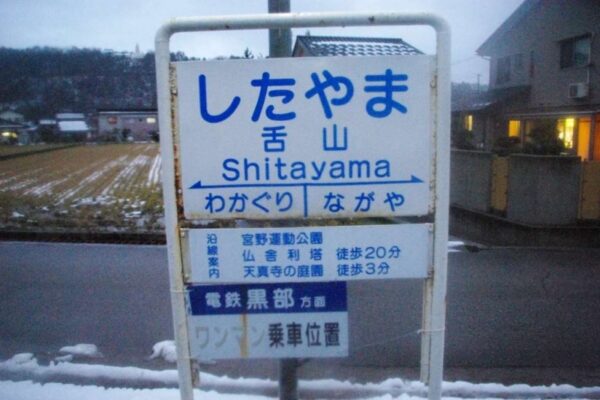 したやま
舌山
Shitayama
わかぐり ながや
沿線案内
宮野運動公園
仏舎利塔 徒歩20分
天真寺の庭園 徒歩3分
電鉄黒部方面
ワンマン乗車位置